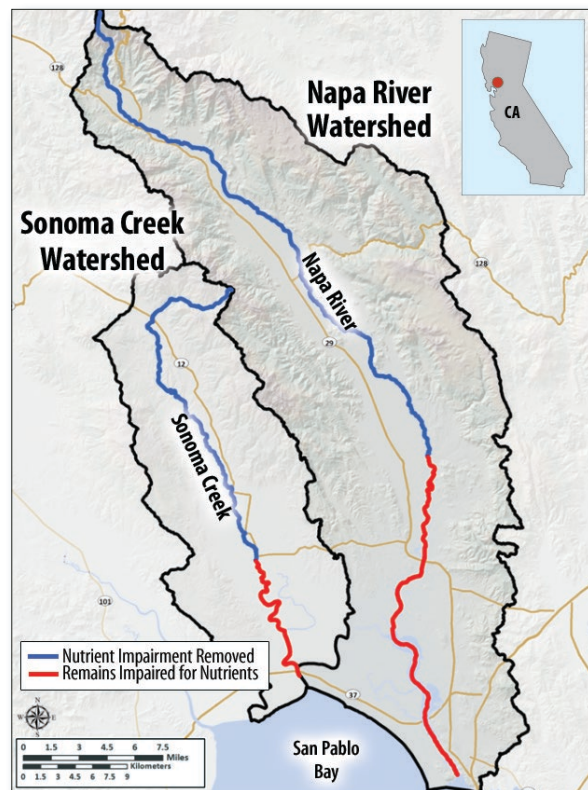 128
Napa River
Watershed
CA
Sonoma Creek
Watershed
Napa River
128
29
12
Sonoma Creek
101
Nutrient Impairment Removed
Remains Impaired for Nutrients
37
N
W
E
S
San Pablo
Bay
0 1.5 3 4.5 6 7.5
Miles
Kilometers
0 1.5 3 4.5 6 7.5 9